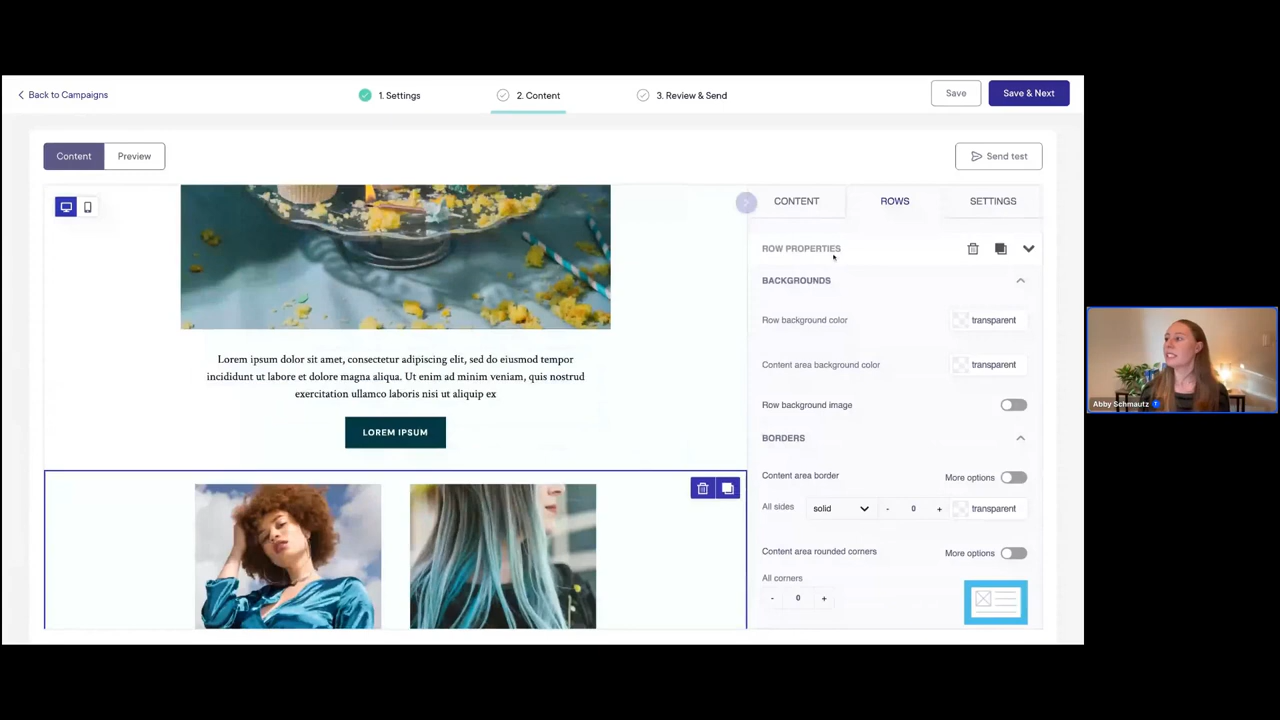 Back to Campaigns
1. Settings
2. Content
3. Review & Send
Save
Save & Next
Content
Preview
Send test
CONTENT
ROWS
SETTINGS
ROW PROPERTIES
BACKGROUNDS
Row background color
transparent
Content area background color
transparent
Row background image
BORDERS
Content area border
More options
All sides
solid
- 0 +
transparent
Content area rounded corners
More options
All corners
- 0 +
Lorem ipsum dolor sit amet, consectetur adipiscing elit, sed do eiusmod tempor
incididunt ut labore et dolore magna aliqua. Ut enim ad minim veniam, quis nostrud
exercitation ullamco laboris nisi ut aliquip ex
LOREM IPSUM
Abby Schmautz